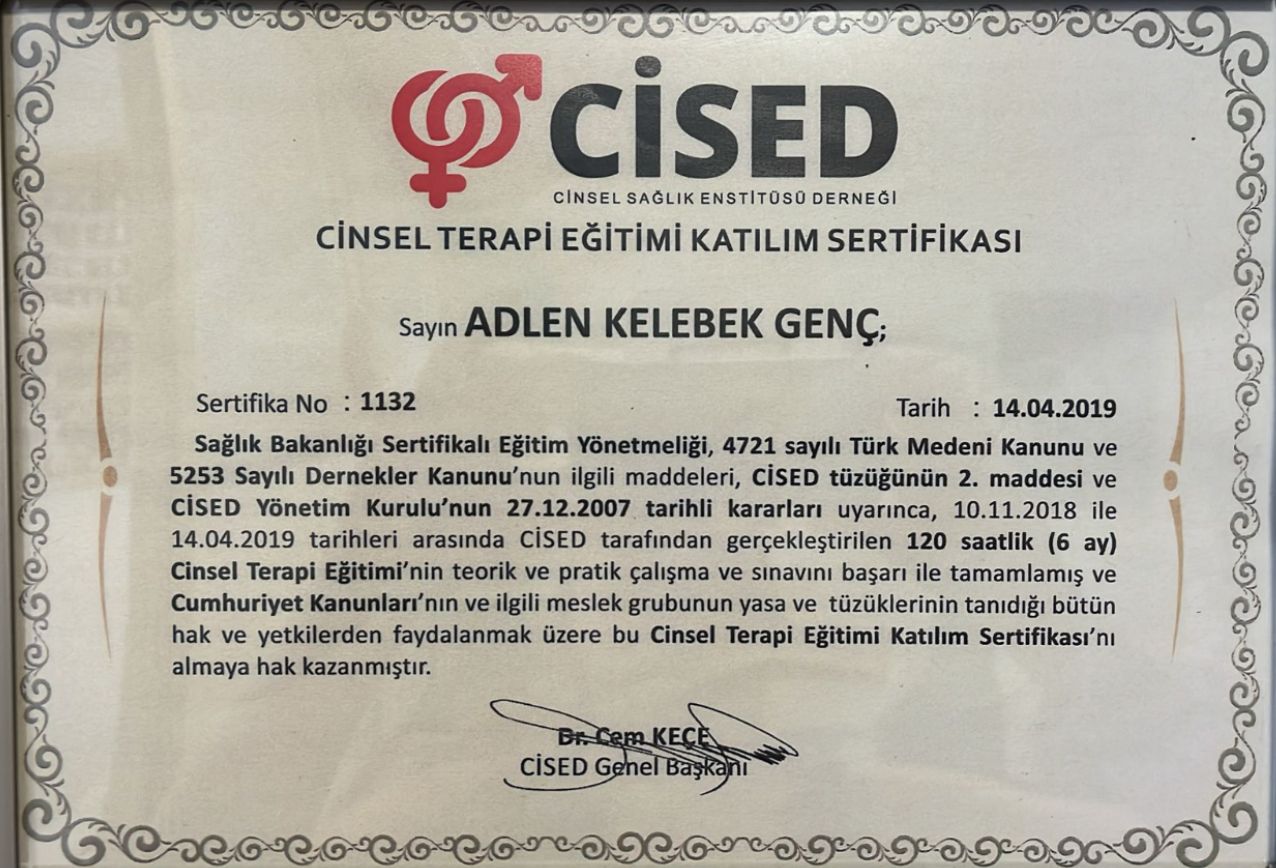 CİSED
CİNSEL SAĞLIK ENSTİTÜSÜ DERNEĞİ
CİNSEL TERAPİ EĞİTİMİ KATILIM SERTİFİKASI
Sayın ADLEN KELEBEK GENÇ;
Sertifika No : 1132
Tarih : 14.04.2019
Sağlık Bakanlığı Sertifikalı Eğitim Yönetmeliği, 4721 sayılı Türk Medeni Kanunu ve
5253 Sayılı Dernekler Kanunu’nun ilgili maddeleri, CİSED tüzüğünün 2. maddesi ve
CİSED Yönetim Kurulu’nun 27.12.2007 tarihli kararları uyarınca, 10.11.2018 ile
14.04.2019 tarihleri arasında CİSED tarafından gerçekleştirilen 120 saatlik (6 ay)
Cinsel Terapi Eğitimi’nin teorik ve pratik çalışma ve sınavını başarı ile tamamlamış ve
Cumhuriyet Kanunları’nın ve ilgili meslek grubunun yasa ve tüzüklerinin tanıdığı bütün
hak ve yetkilerden faydalanmak üzere bu Cinsel Terapi Eğitimi Katılım Sertifikası’nı
almaya hak kazanmıştır.
Dr. Cem KEÇE
CİSED Genel Başkanı